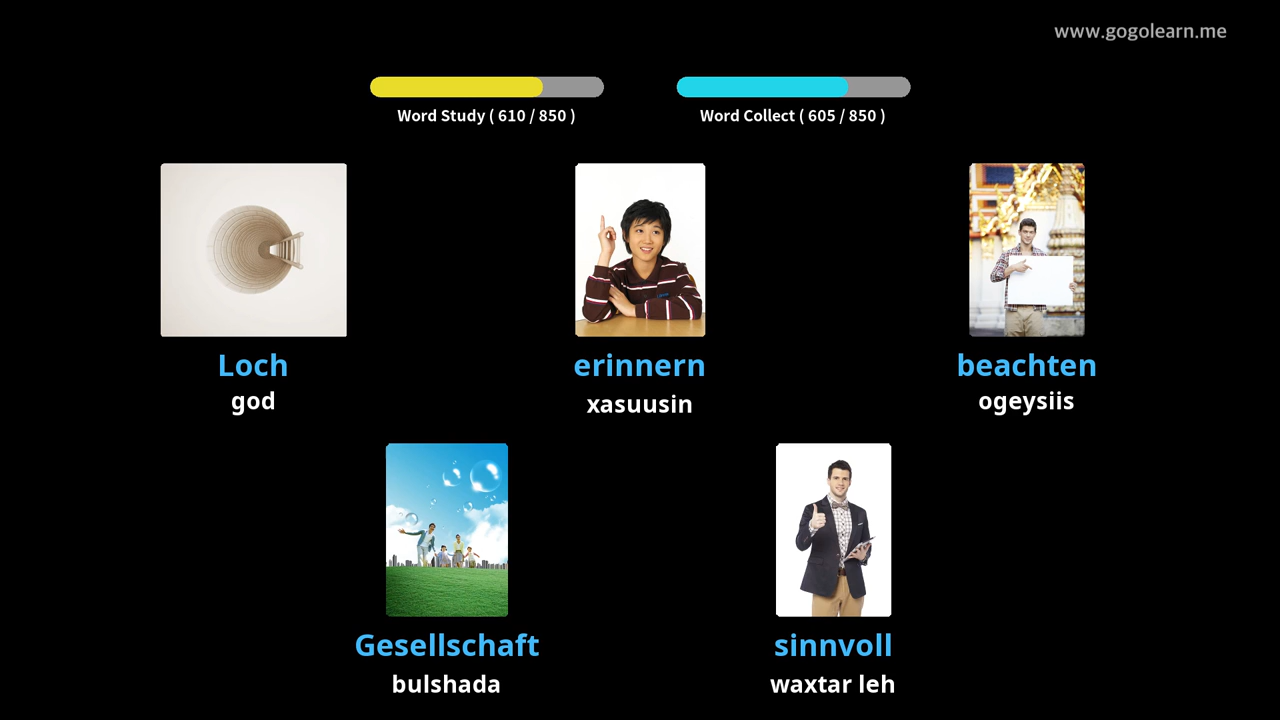 www.gogolearn.me
Word Study ( 610 / 850 )
Word Collect ( 605 / 850 )
Loch
god
erinnern
xasuusin
beachten
ogeysiis
Gesellschaft
bulshada
sinnvoll
waxtar leh